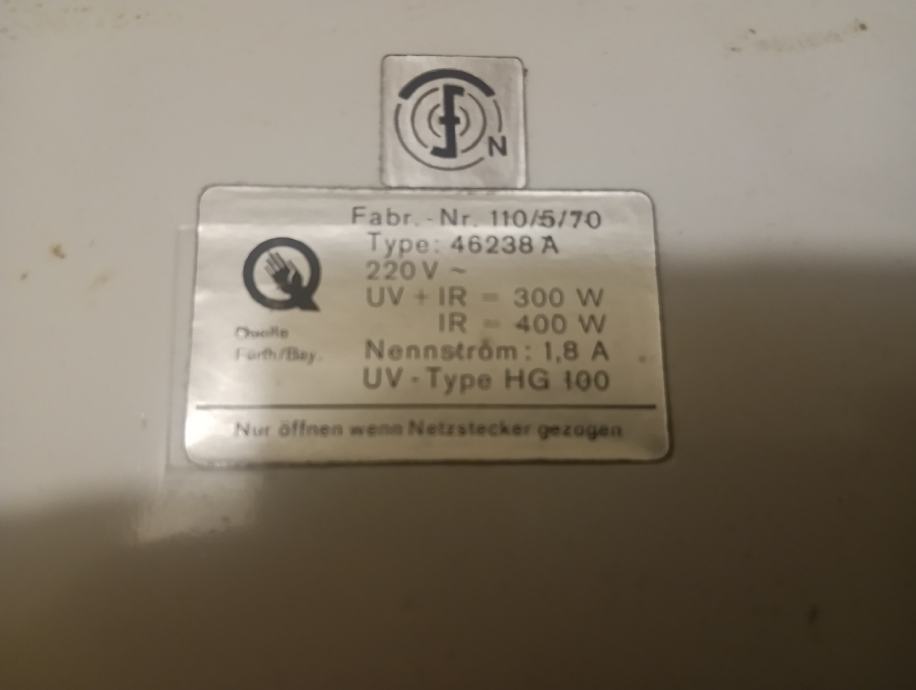 N
Fabr.-Nr. 110/5/70
Type: 46238 A
220 V ~
UV + IR = 300 W
IR = 400 W
Nennstrom: 1,8 A
UV-Type HG 100
Quelle
Fürth/Bay.
Nur öffnen wenn Netzstecker gezogen